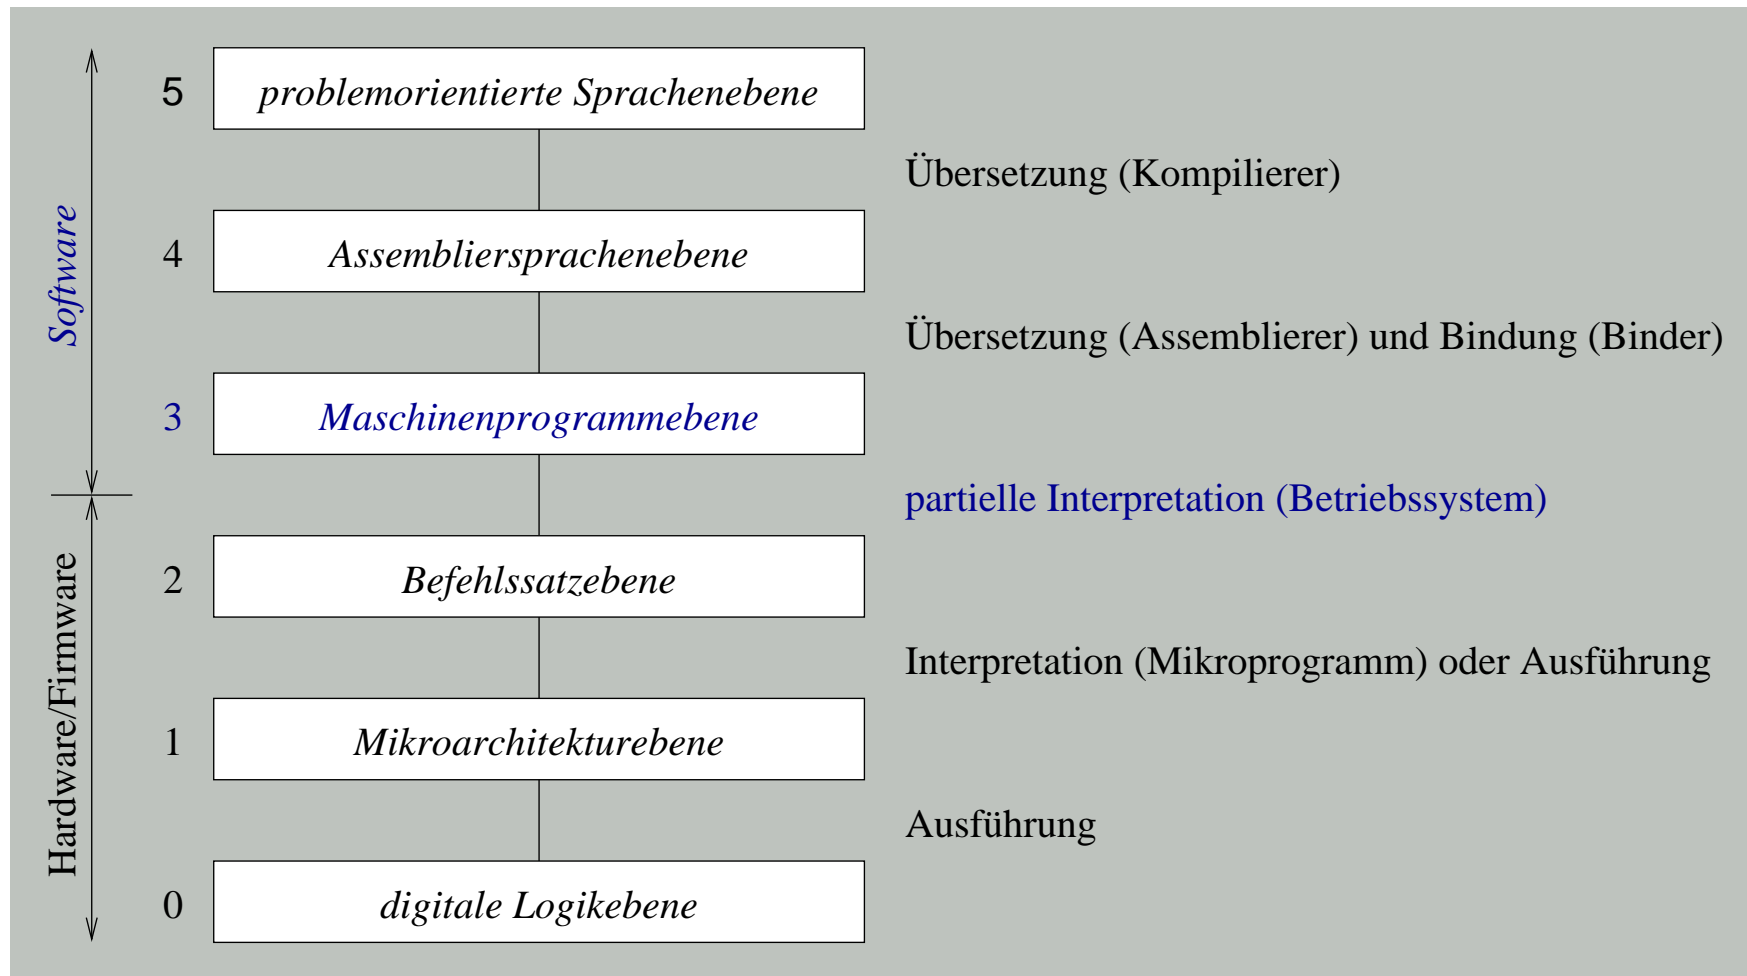 5 problemorientierte Sprachenebene
Übersetzung (Kompilierer)
4 Assembliersprachenebene
Software
Übersetzung (Assemblierer) und Bindung (Binder)
3 Maschinenprogrammebene
partielle Interpretation (Betriebssystem)
2 Befehlssatzebene
Hardware/Firmware
Interpretation (Mikroprogramm) oder Ausführung
1 Mikroarchitekturebene
Ausführung
0 digitale Logikebene